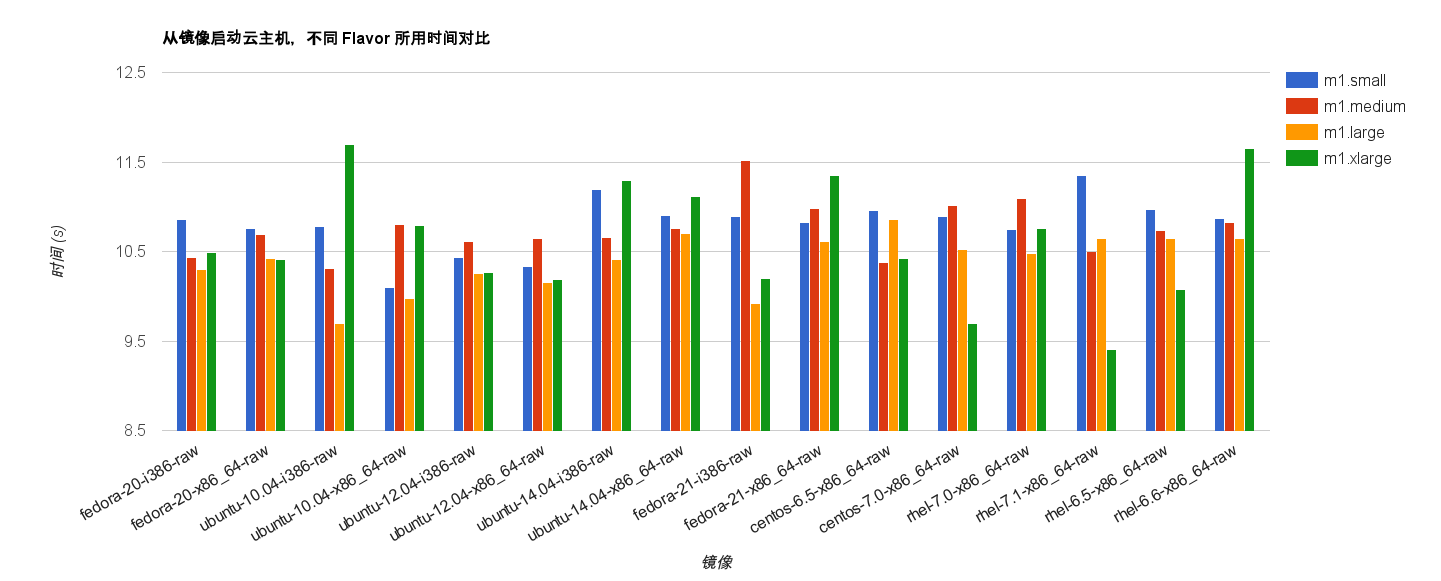 从镜像启动云主机，不同 Flavor 所用时间对比
12.5
11.5
10.5
9.5
8.5
时间 (s)
m1.small
m1.medium
m1.large
m1.xlarge
fedora-20-i386-raw
fedora-20-x86_64-raw
ubuntu-10.04-i386-raw
ubuntu-10.04-x86_64-raw
ubuntu-12.04-i386-raw
ubuntu-12.04-x86_64-raw
ubuntu-14.04-i386-raw
ubuntu-14.04-x86_64-raw
fedora-21-i386-raw
fedora-21-x86_64-raw
centos-6.5-x86_64-raw
centos-7.0-x86_64-raw
rhel-7.0-x86_64-raw
rhel-7.1-x86_64-raw
rhel-6.5-x86_64-raw
rhel-6.6-x86_64-raw
镜像